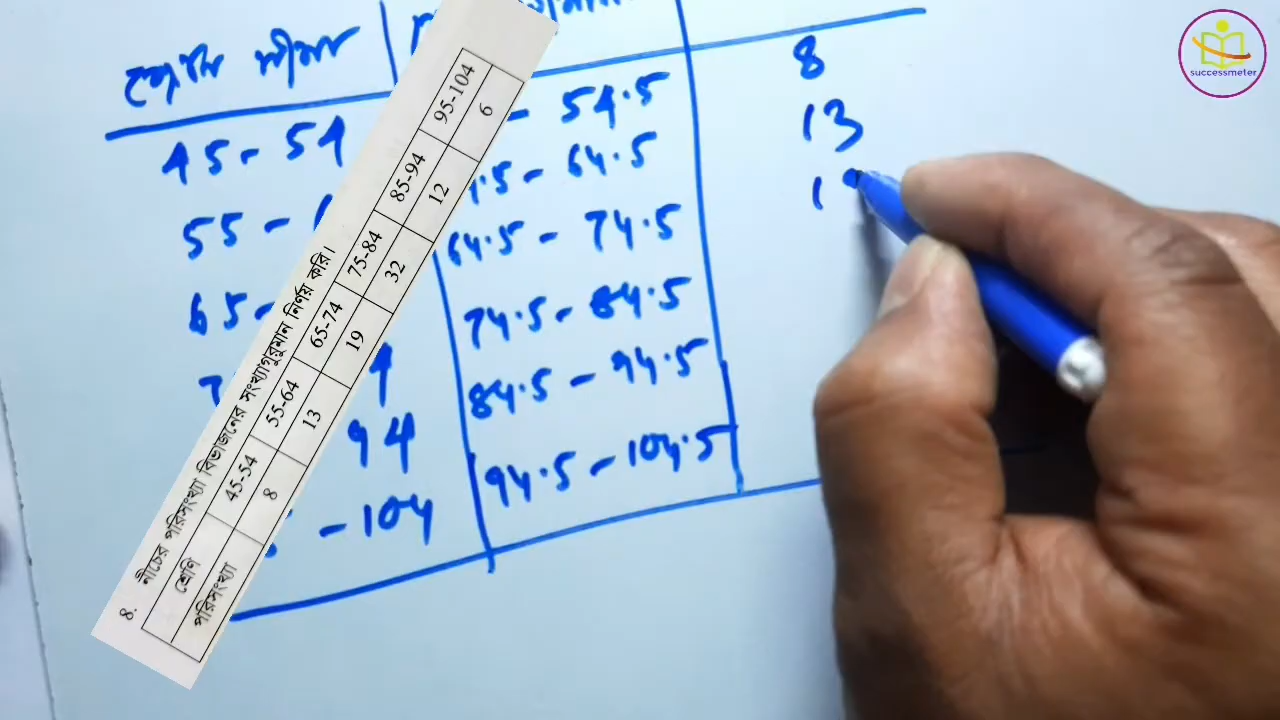 শ্রেণি সীমা
45 - 54
54.5
8
55 -
64.5
13
65 -
64.5 - 74.5
1
74.5 - 84.5
94
84.5 - 94.5
- 104
94.5 - 104.5
8. নীচের পরিসংখ্যা বিভাজনের সংখ্যাগুরুমান নির্ণয় করি।
শ্রেণি 45-54 55-64 65-74 75-84 85-94 95-104
পরিসংখ্যা 8 13 19 32 12 6
successmeter